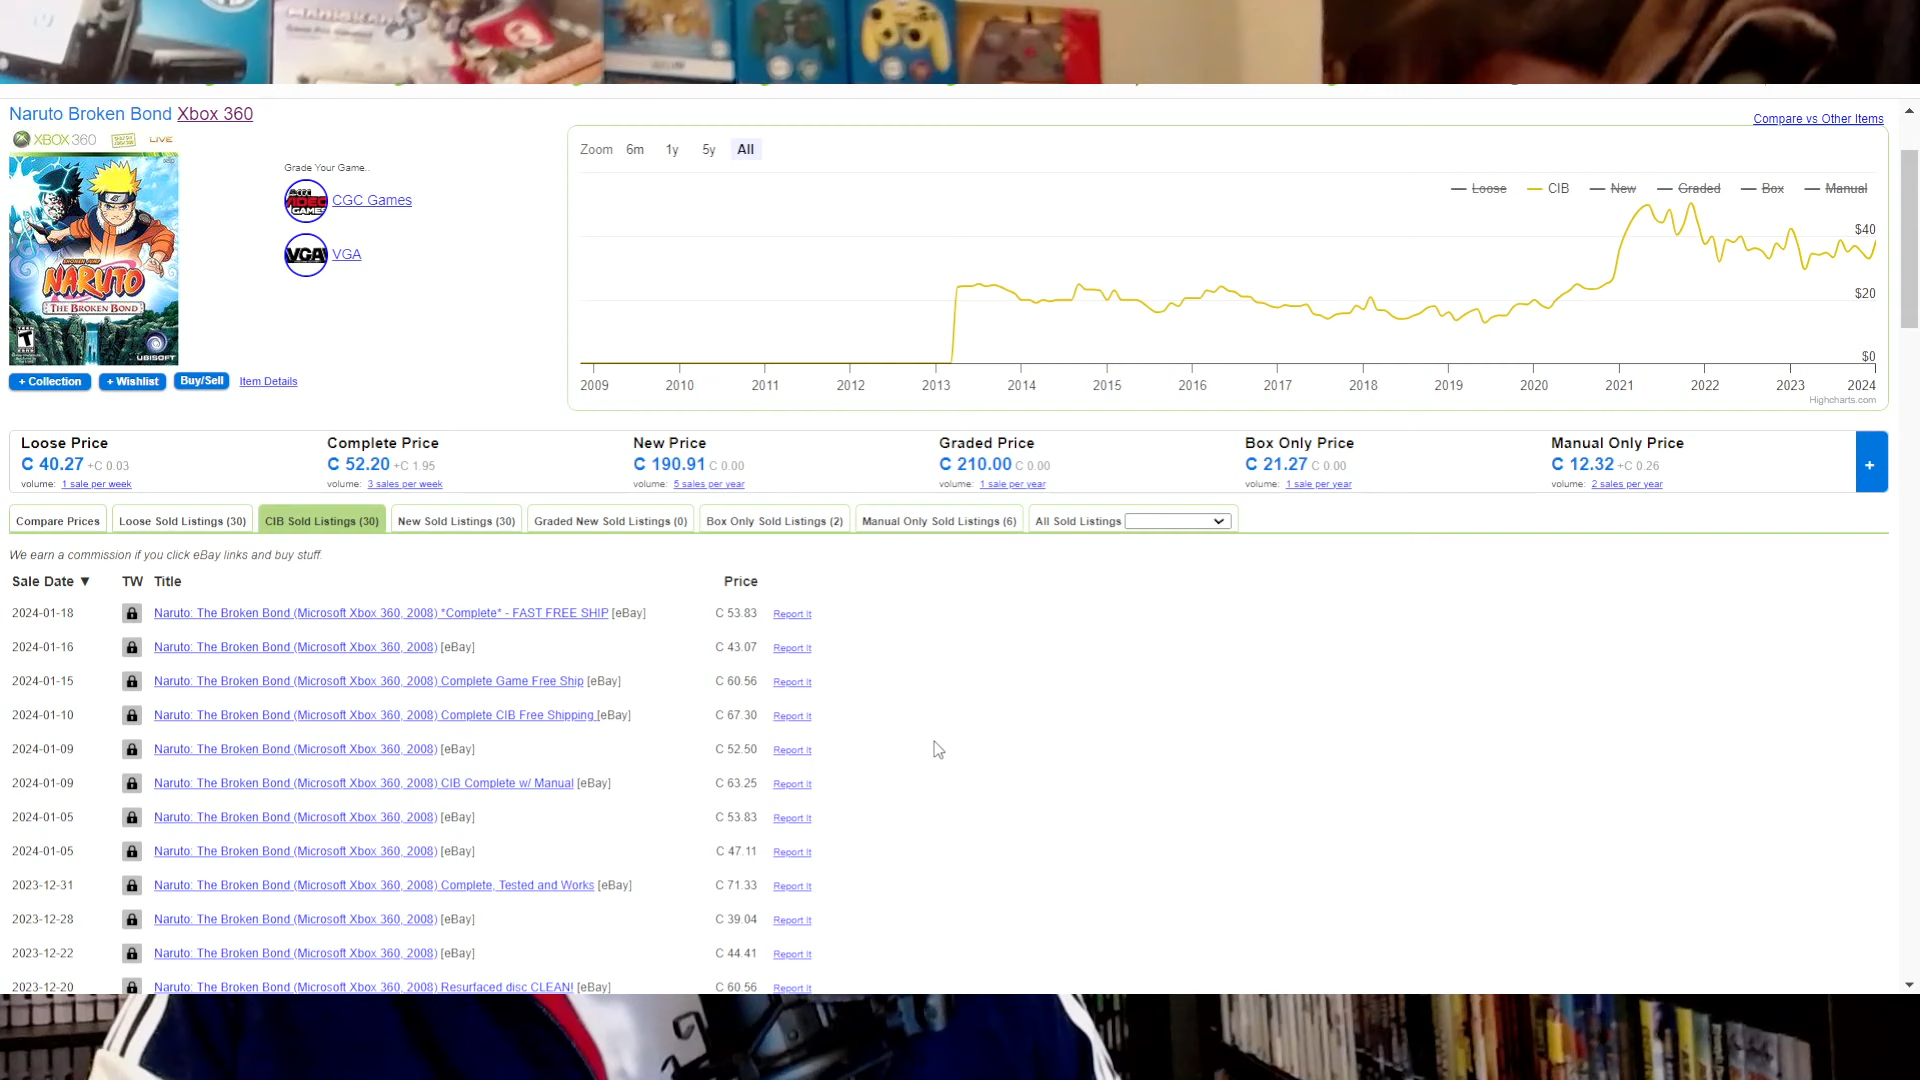 Naruto Broken Bond Xbox 360
Compare vs Other Items
XBOX 360 LIVE
NARUTO
THE BROKEN BOND
T
UBISOFT
Grade Your Game..
CGC Games
VGA VGA
+ Collection + Wishlist Buy/Sell Item Details
Zoom 6m 1y 5y All
Loose CIB New Graded Box Manual
$40
$20
$0
2009 2010 2011 2012 2013 2014 2015 2016 2017 2018 2019 2020 2021 2022 2023 2024
Highcharts.com
Loose Price Complete Price New Price Graded Price Box Only Price Manual Only Price
C 40.27 +C 0.03 C 52.20 +C 1.95 C 190.91 C 0.00 C 210.00 C 0.00 C 21.27 C 0.00 C 12.32 +C 0.26 +
volume: 1 sale per week volume: 3 sales per week volume: 5 sales per year volume: 1 sale per year volume: 1 sale per year volume: 2 sales per year
Compare Prices Loose Sold Listings (30) CIB Sold Listings (30) New Sold Listings (30) Graded New Sold Listings (0) Box Only Sold Listings (2) Manual Only Sold Listings (6) All Sold Listings
We earn a commission if you click eBay links and buy stuff.
Sale Date ▼ TW Title Price
2024-01-18 Naruto: The Broken Bond (Microsoft Xbox 360, 2008) *Complete* - FAST FREE SHIP [eBay] C 53.83 Report It
2024-01-16 Naruto: The Broken Bond (Microsoft Xbox 360, 2008) [eBay] C 43.07 Report It
2024-01-15 Naruto: The Broken Bond (Microsoft Xbox 360, 2008) Complete Game Free Ship [eBay] C 60.56 Report It
2024-01-10 Naruto: The Broken Bond (Microsoft Xbox 360, 2008) Complete CIB Free Shipping [eBay] C 67.30 Report It
2024-01-09 Naruto: The Broken Bond (Microsoft Xbox 360, 2008) [eBay] C 52.50 Report It
2024-01-09 Naruto: The Broken Bond (Microsoft Xbox 360, 2008) CIB Complete w/ Manual [eBay] C 63.25 Report It
2024-01-05 Naruto: The Broken Bond (Microsoft Xbox 360, 2008) [eBay] C 53.83 Report It
2024-01-05 Naruto: The Broken Bond (Microsoft Xbox 360, 2008) [eBay] C 47.11 Report It
2023-12-31 Naruto: The Broken Bond (Microsoft Xbox 360, 2008) Complete, Tested and Works [eBay] C 71.33 Report It
2023-12-28 Naruto: The Broken Bond (Microsoft Xbox 360, 2008) [eBay] C 39.04 Report It
2023-12-22 Naruto: The Broken Bond (Microsoft Xbox 360, 2008) [eBay] C 44.41 Report It
2023-12-20 Naruto: The Broken Bond (Microsoft Xbox 360, 2008) Resurfaced disc CLEAN! [eBay] C 60.56 Report It